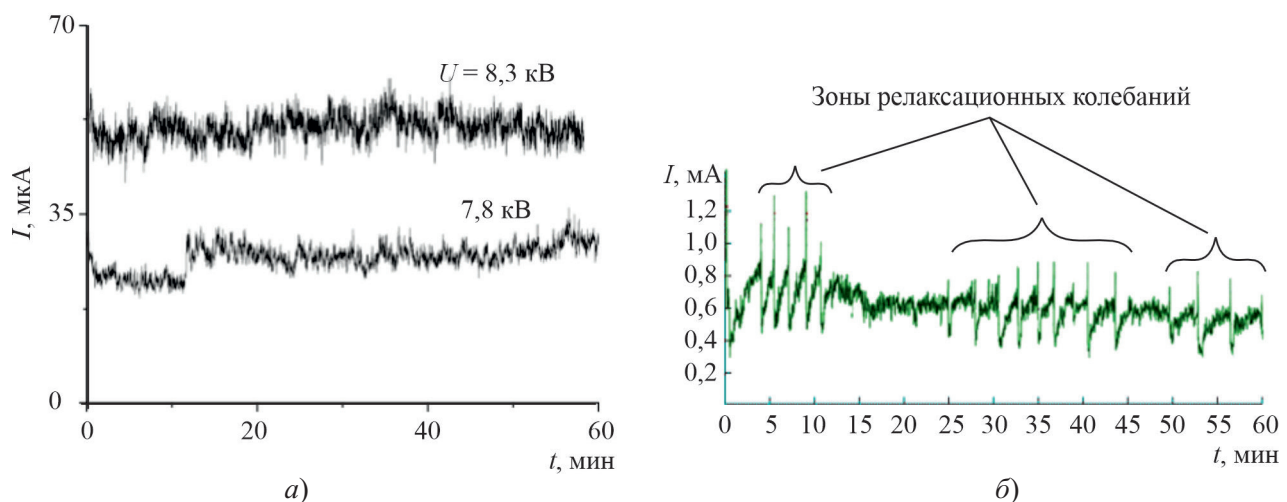 70
35
0
I, мкА
U = 8,3 кВ
7,8 кВ
0
20
40
60
t, мин
а)
Зоны релаксационных колебаний
I, мА
1,2
1,0
0,8
0,6
0,4
0,2
0
5
10
15
20
25
30
35
40
45
50
55
60
t, мин
б)